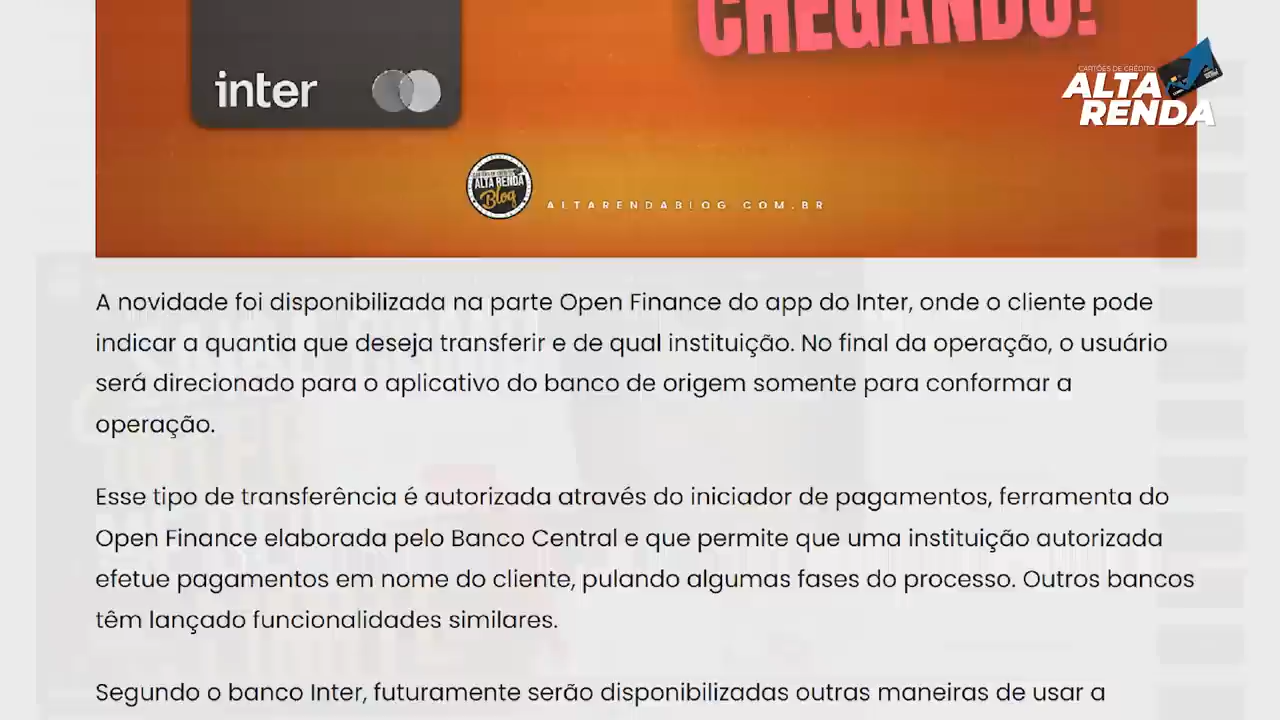 CHEGANDO!
inter
CARTÕES DE CRÉDITO
ALTA
RENDA
ALTA RENDA
Blog
ALTARENDABLOG.COM.BR
A novidade foi disponibilizada na parte Open Finance do app do Inter, onde o cliente pode
indicar a quantia que deseja transferir e de qual instituição. No final da operação, o usuário
será direcionado para o aplicativo do banco de origem somente para conformar a
operação.
Esse tipo de transferência é autorizada através do iniciador de pagamentos, ferramenta do
Open Finance elaborada pelo Banco Central e que permite que uma instituição autorizada
efetue pagamentos em nome do cliente, pulando algumas fases do processo. Outros bancos
têm lançado funcionalidades similares.
Segundo o banco Inter, futuramente serão disponibilizadas outras maneiras de usar a